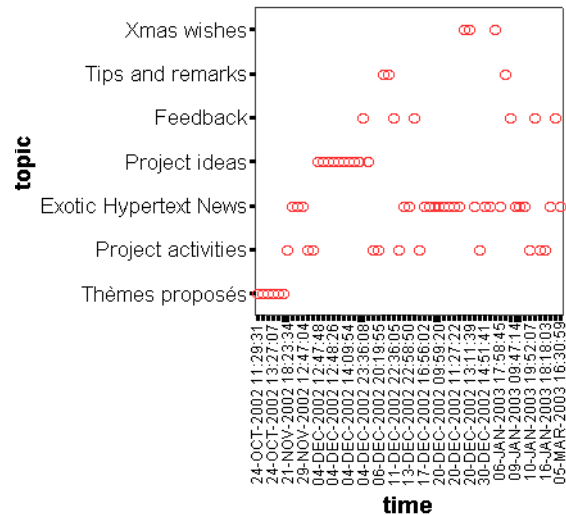 Xmas wishes
Tips and remarks
Feedback
Project ideas
Exotic Hypertext News
Project activities
Thèmes proposés
topic
24-OCT-2002 11:29:31
24-OCT-2002 13:27:07
21-NOV-2002 18:23:34
29-NOV-2002 12:47:04
04-DEC-2002 12:47:48
04-DEC-2002 12:48:26
04-DEC-2002 14:09:54
04-DEC-2002 23:36:08
06-DEC-2002 20:19:55
11-DEC-2002 22:36:05
13-DEC-2002 22:58:50
17-DEC-2002 16:56:02
20-DEC-2002 09:59:20
20-DEC-2002 11:27:22
20-DEC-2002 13:11:39
30-DEC-2002 14:51:41
06-JAN-2003 17:58:45
09-JAN-2003 09:47:14
10-JAN-2003 19:52:07
16-JAN-2003 18:18:03
05-MAR-2003 16:30:59
time